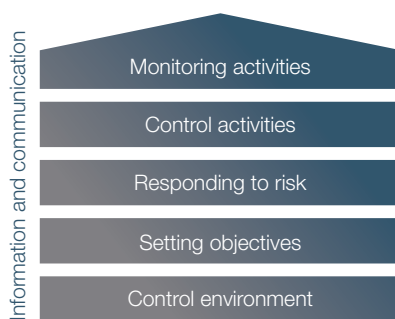 Information and communication
Monitoring activities
Control activities
Responding to risk
Setting objectives
Control environment